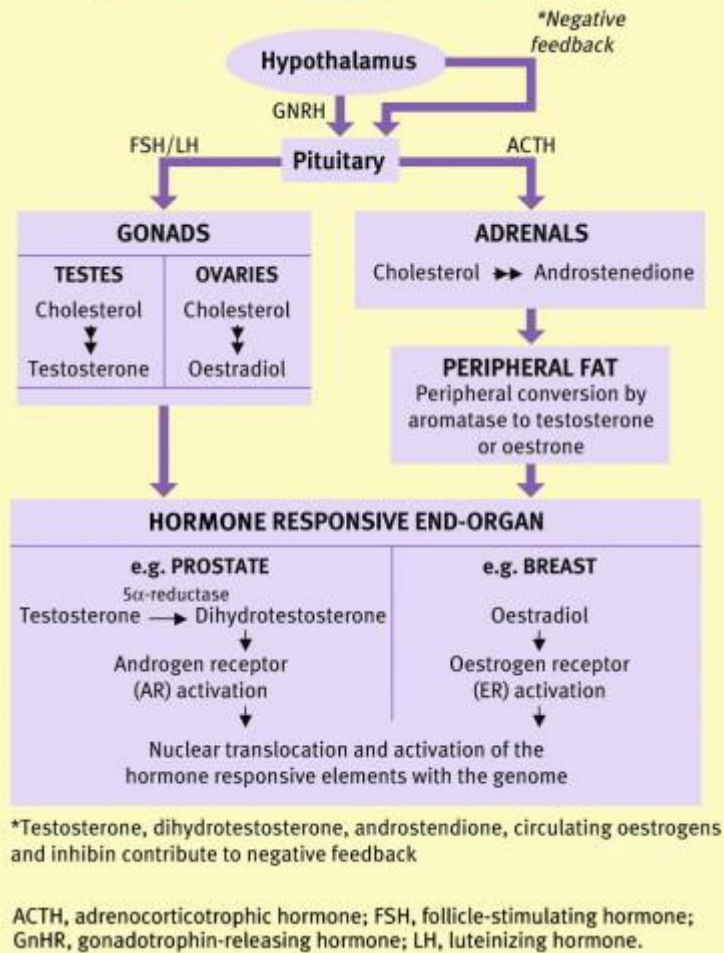 *Negative
feedback
Hypothalamus
GNRH
FSH/LH
Pituitary
ACTH
GONADS
TESTES
Cholesterol
Testosterone
OVARIES
Cholesterol
Oestradiol
ADRENALS
Cholesterol Androstenedione
PERIPHERAL FAT
Peripheral conversion by
aromatase to testosterone
or oestrone
HORMONE RESPONSIVE END-ORGAN
e.g. PROSTATE
5α-reductase
Testosterone → Dihydrotestosterone
Androgen receptor
(AR) activation
e.g. BREAST
Oestradiol
Oestrogen receptor
(ER) activation
Nuclear translocation and activation of the
hormone responsive elements with the genome
*Testosterone, dihydrotestosterone, androstendione, circulating oestrogens
and inhibin contribute to negative feedback
ACTH, adrenocorticotrophic hormone; FSH, follicle-stimulating hormone;
GnHR, gonadotrophin-releasing hormone; LH, luteinizing hormone.